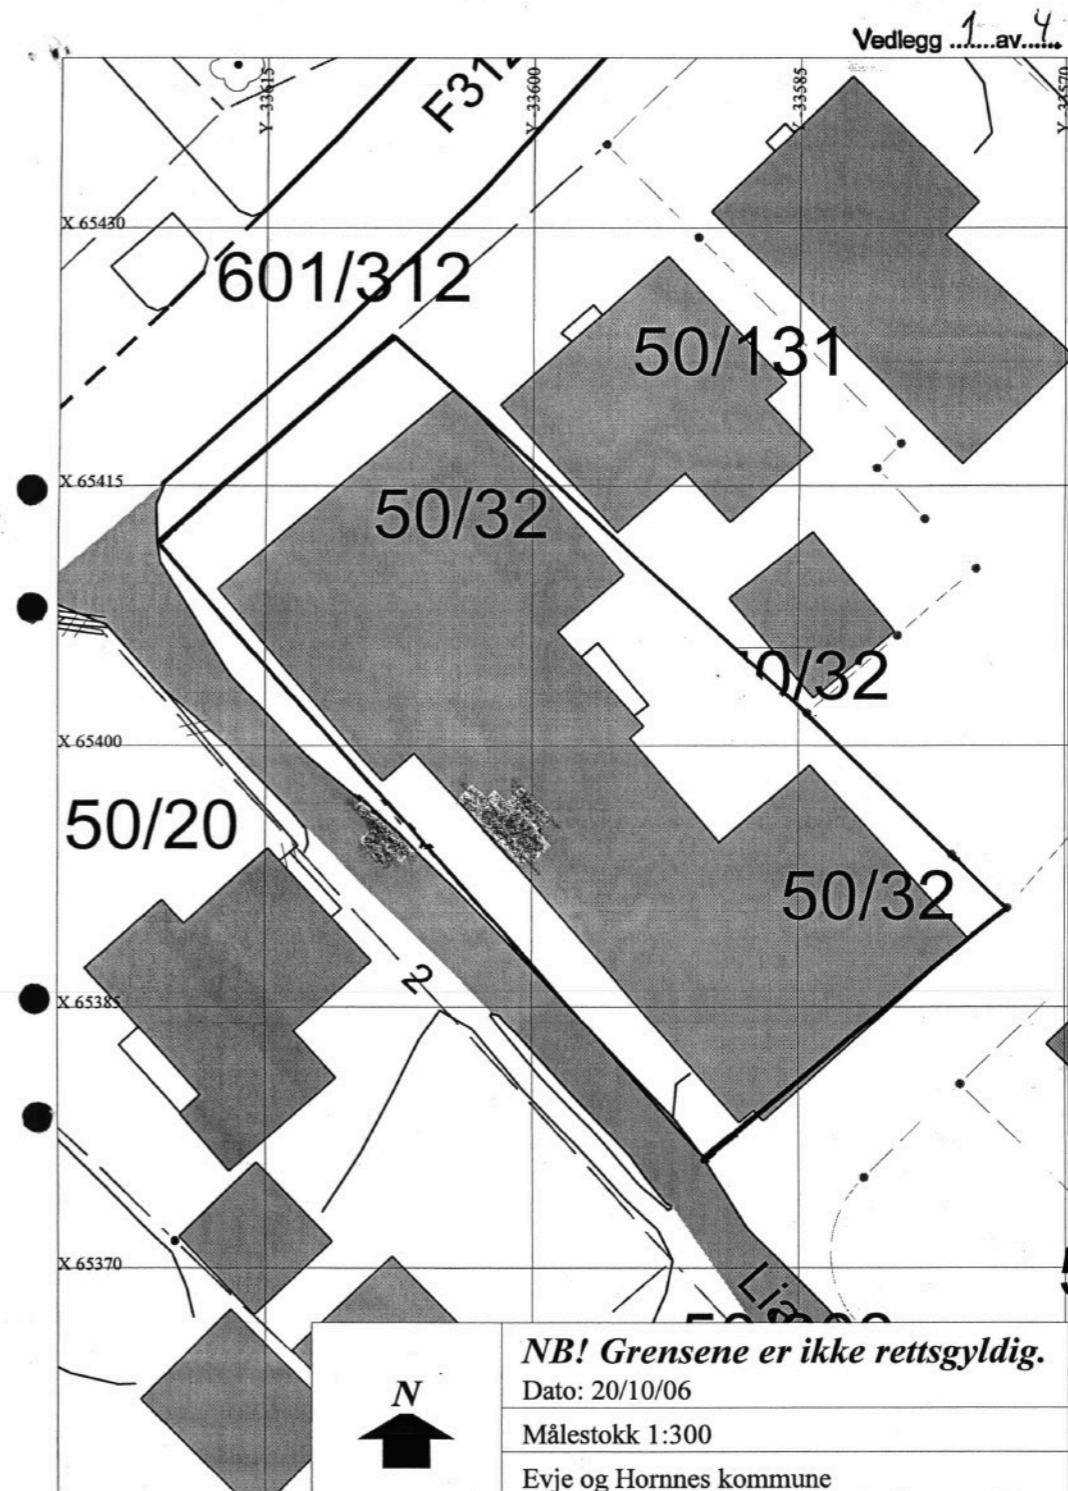 Vedlegg ...1....av...4...
F312
Y -33615
Y -33600
Y -33585
Y -33570
X 65430
601/312
50/131
X 65415
50/32
50/32
X 65400
50/20
50/32
2
X 65385
X 65370
NB! Grensene er ikke rettsgyldig.
N
Dato: 20/10/06
Målestokk 1:300
Evje og Hornnes kommune